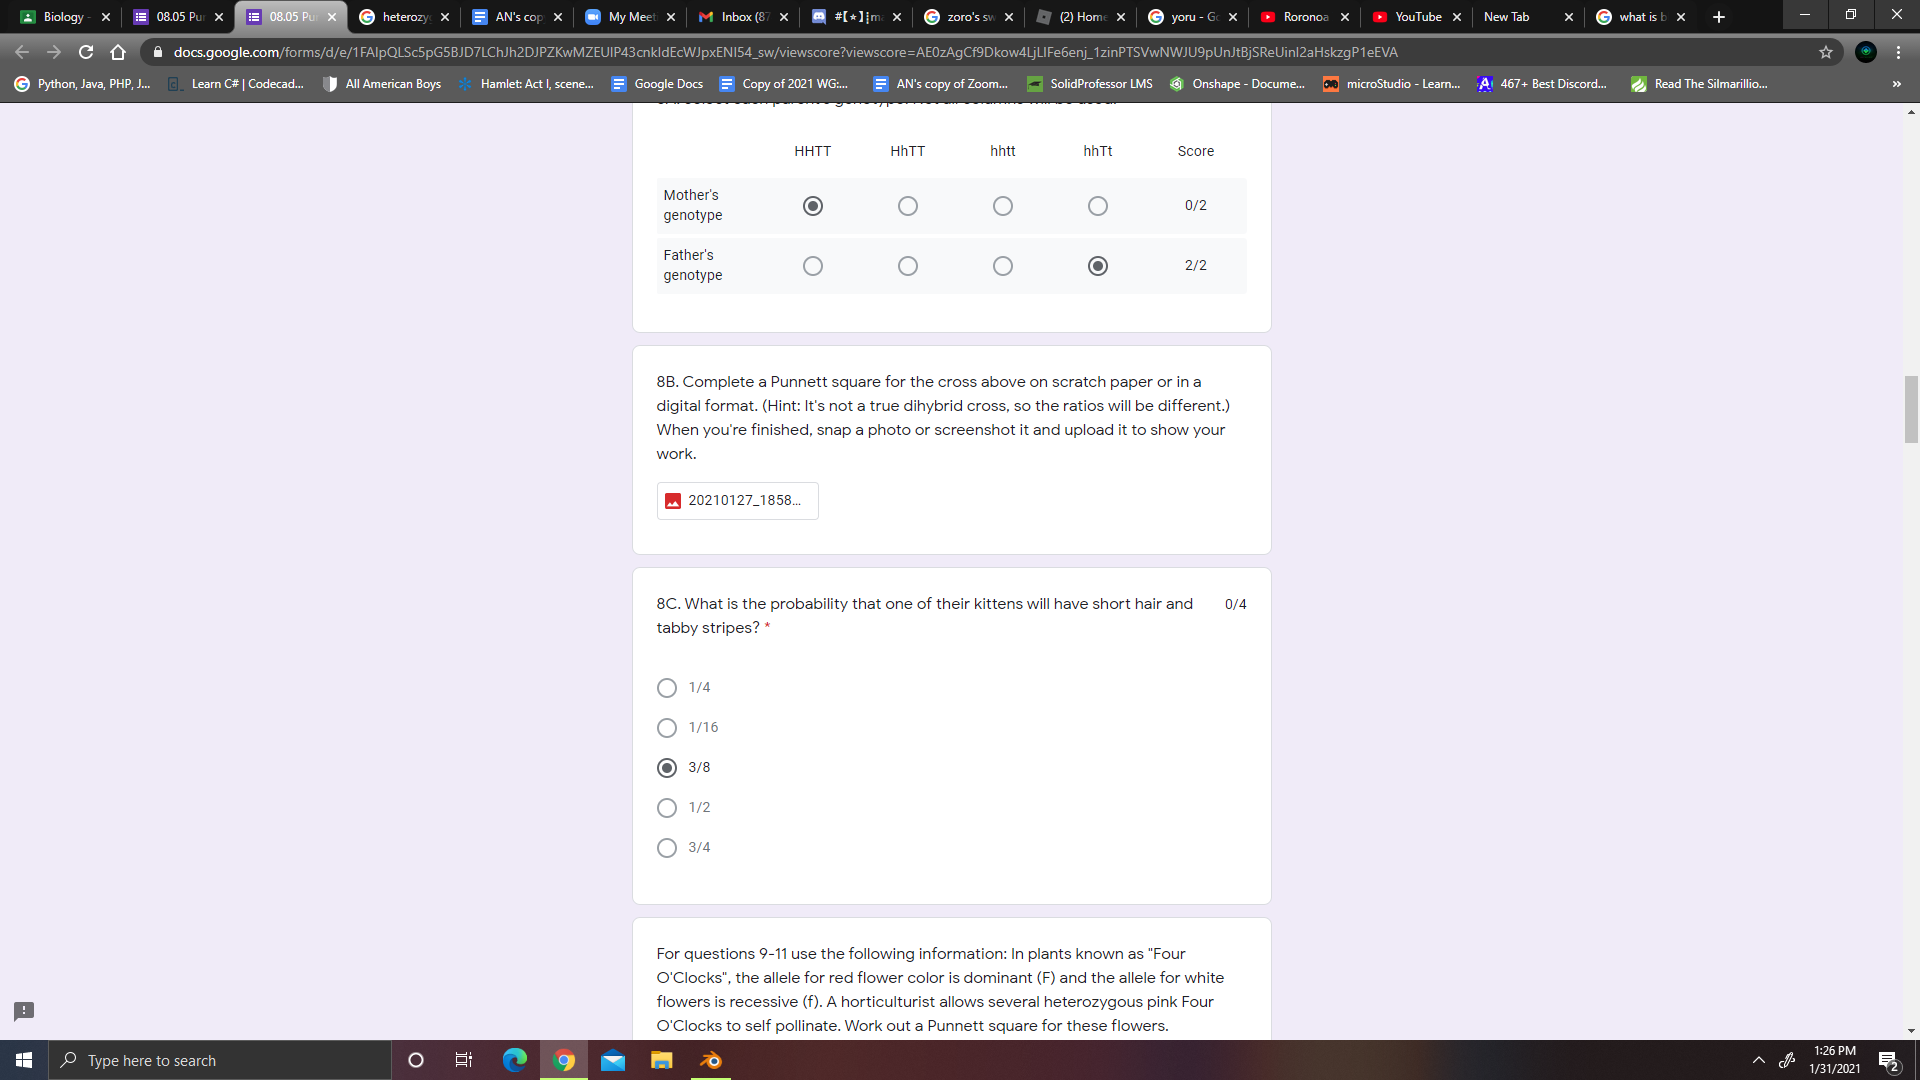 Biology -
08.05 Pu
08.05 Pu
heterozy
AN's cop
My Meet
Inbox (87
zoro's sw
(2) Home
yoru - Go
Roronoa
YouTube
New Tab
what is b
docs.google.com/forms/d/e/1FAIpQLSc5pG5BJD7LChJh2DJPZKwMZEUIP43cnkIdEcWJpxENI54_sw/viewscore?viewscore=AE0zAgCf9Dkow4LjLIFe6enj_1zinPTSVwNWJU9pUnJtBjSReUinI2aHskzgP1eEVA
Python, Java, PHP, J...
Learn C# | Codecad...
All American Boys
Hamlet: Act I, scene...
Google Docs
Copy of 2021 WG:...
AN's copy of Zoom...
SolidProfessor LMS
Onshape - Docume...
microStudio - Learn...
467+ Best Discord...
Read The Silmarillio...
HHTT HhTT hhtt hhTt Score
Mother's
genotype 0/2
Father's
genotype 2/2
8B. Complete a Punnett square for the cross above on scratch paper or in a
digital format. (Hint: It's not a true dihybrid cross, so the ratios will be different.)
When you're finished, snap a photo or screenshot it and upload it to show your
work.
20210127_1858...
8C. What is the probability that one of their kittens will have short hair and 0/4
tabby stripes? *
1/4
1/16
3/8
1/2
3/4
For questions 9-11 use the following information: In plants known as "Four
O'Clocks", the allele for red flower color is dominant (F) and the allele for white
flowers is recessive (f). A horticulturist allows several heterozygous pink Four
O'Clocks to self pollinate. Work out a Punnett square for these flowers.
Type here to search
1:26 PM
1/31/2021
2